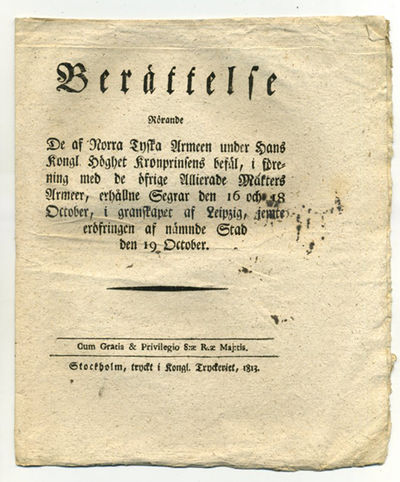 Berättelse
Rörande
De af Norra Tyska Armeen under Hans
Kongl Höghet Kronprinsens befäl, i före-
ning med de öfrige Allierade Mäkters
Armeer, erhållne Segrar den 16 och 18
October, i granskapet af Leipzig, jemte
eröfringen af nämnde Stad
den 19 October.
Cum Gratia & Privilegio S:æ R:æ Maj:tis.
Stockholm, tryckt i Kongl. Tryckeriet, 1813.